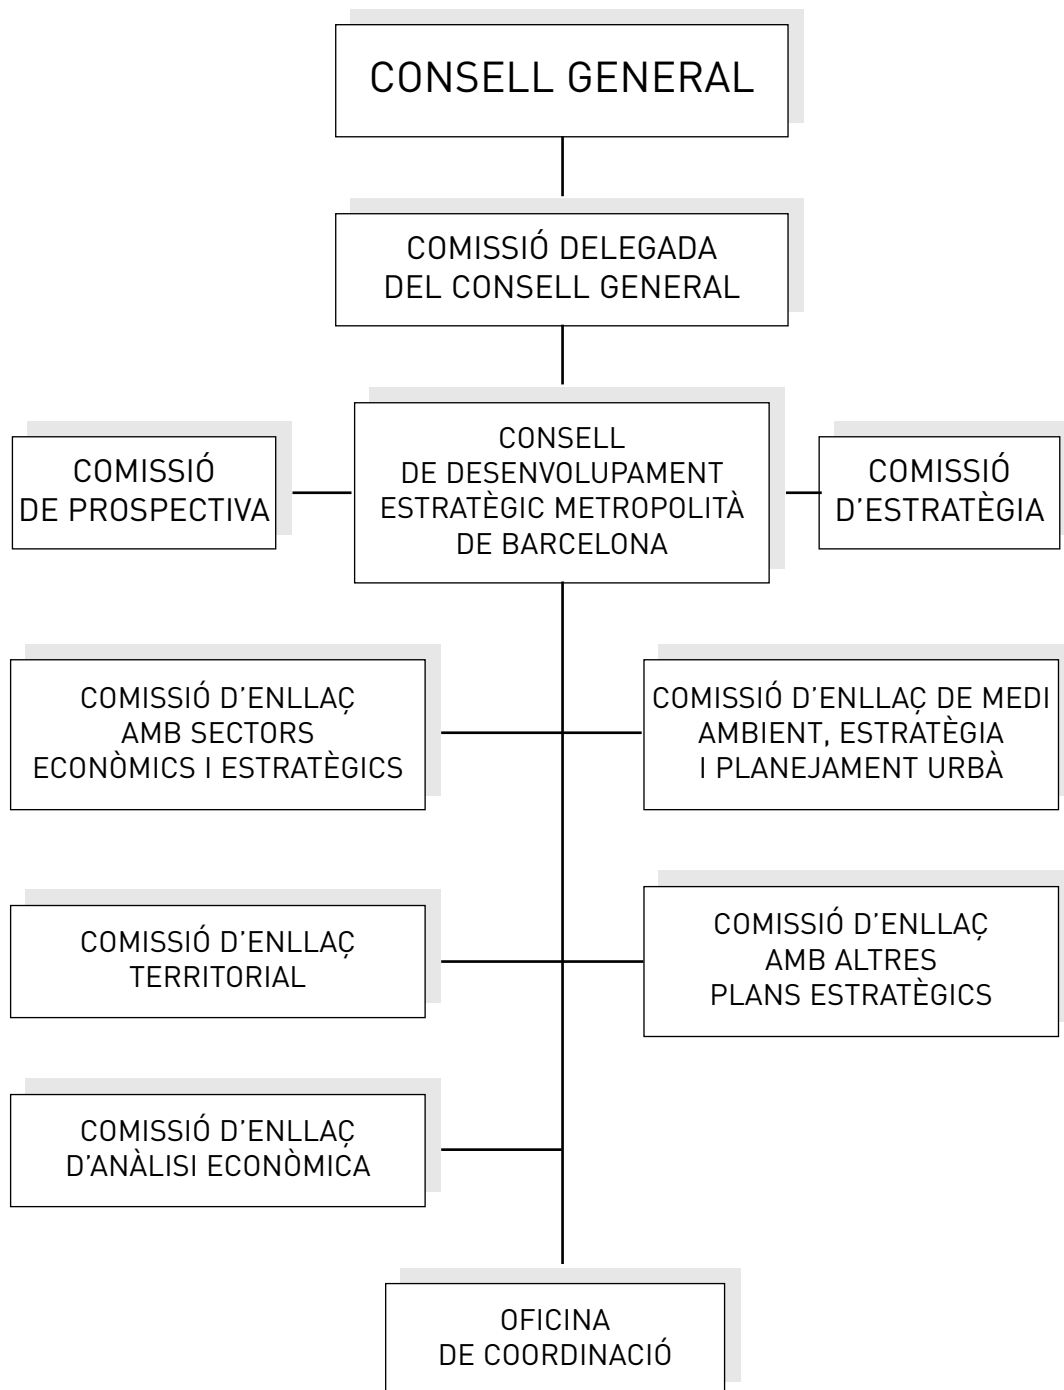 CONSELL GENERAL
COMISSIÓ DELEGADA
DEL CONSELL GENERAL
COMISSIÓ
DE PROSPECTIVA
CONSELL
DE DESENVOLUPAMENT
ESTRATÈGIC METROPOLITÀ
DE BARCELONA
COMISSIÓ
D’ESTRATÈGIA
COMISSIÓ D’ENLLAÇ
AMB SECTORS
ECONÒMICS I ESTRATÈGICS
COMISSIÓ D’ENLLAÇ DE MEDI
AMBIENT, ESTRATÈGIA
I PLANEJAMENT URBÀ
COMISSIÓ D’ENLLAÇ
TERRITORIAL
COMISSIÓ D’ENLLAÇ
AMB ALTRES
PLANS ESTRATÈGICS
COMISSIÓ D’ENLLAÇ
D’ANÀLISI ECONÒMICA
OFICINA
DE COORDINACIÓ